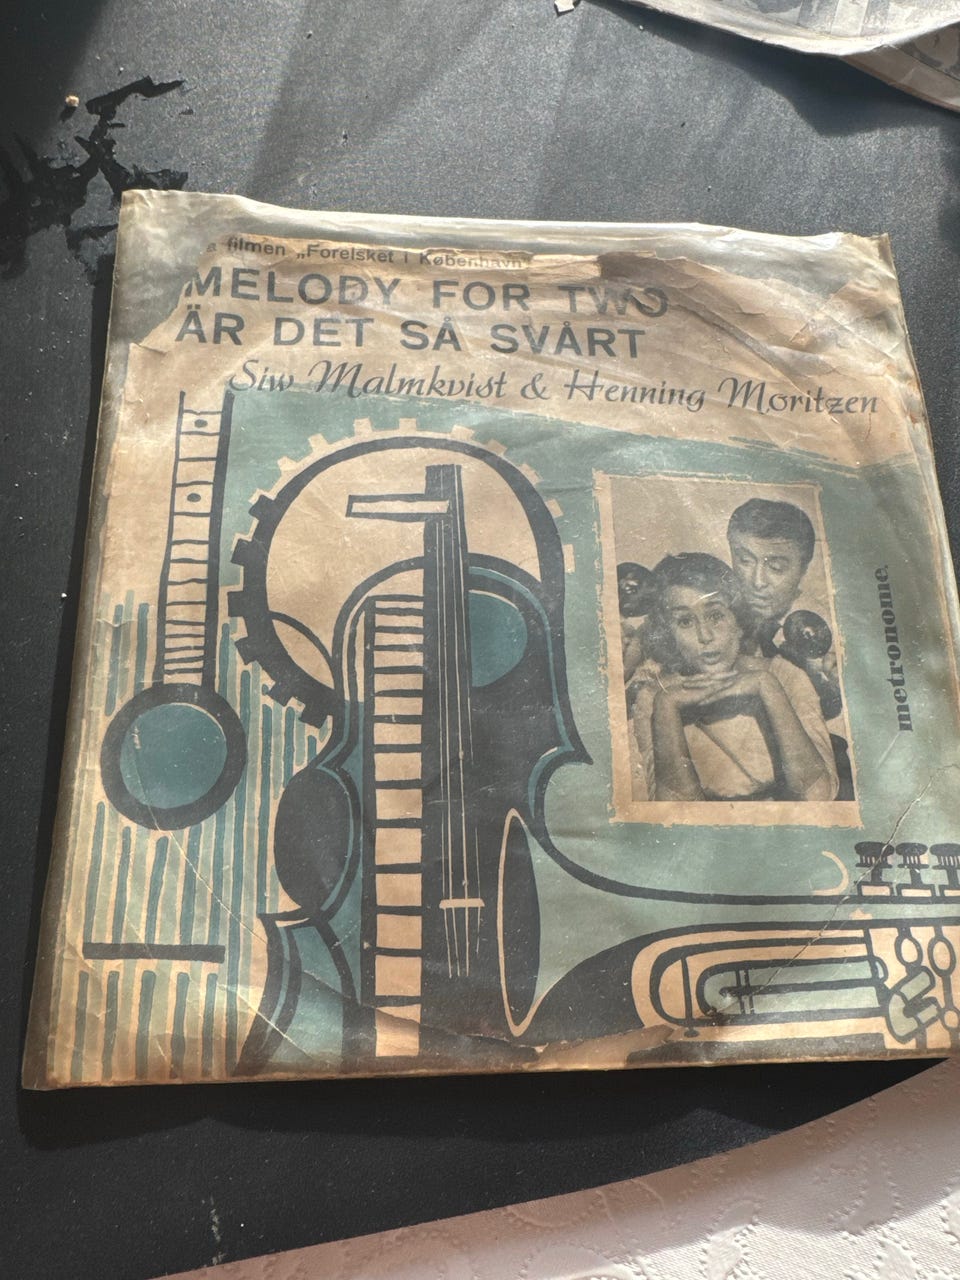 a filmen „Forelsket i København"
MELODY FOR TWO
ÄR DET SÅ SVÅRT
Siw Malmkvist & Henning Moritzen
metronome